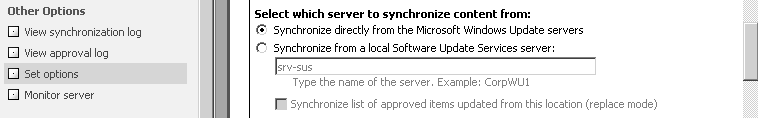 Other Options
View synchronization log
View approval log
Set options
Monitor server
Select which server to synchronize content from:
Synchronize directly from the Microsoft Windows Update servers
Synchronize from a local Software Update Services server:
srv-sus
Type the name of the server. Example: CorpWU1
Synchronize list of approved items updated from this location (replace mode)